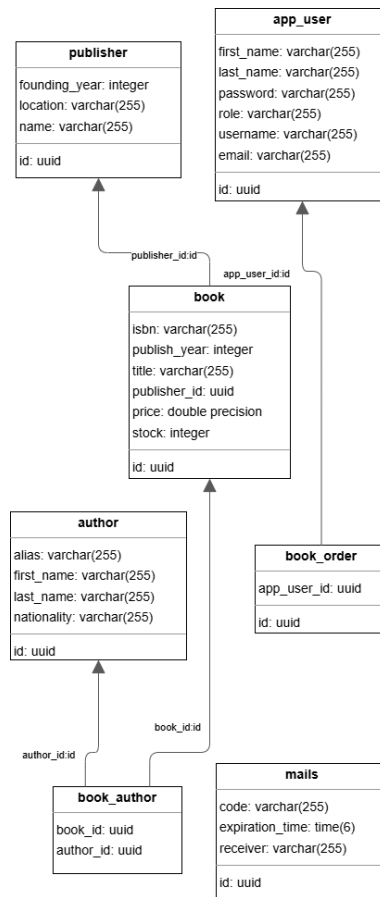 app_user
first_name: varchar(255)
last_name: varchar(255)
password: varchar(255)
role: varchar(255)
username: varchar(255)
email: varchar(255)
id: uuid
publisher
founding_year: integer
location: varchar(255)
name: varchar(255)
id: uuid
publisher_id:id
app_user_id:id
book
isbn: varchar(255)
publish_year: integer
title: varchar(255)
publisher_id: uuid
price: double precision
stock: integer
id: uuid
author
alias: varchar(255)
first_name: varchar(255)
last_name: varchar(255)
nationality: varchar(255)
id: uuid
book_order
app_user_id: uuid
id: uuid
book_id:id
author_id:id
book_author
book_id: uuid
author_id: uuid
mails
code: varchar(255)
expiration_time: time(6)
receiver: varchar(255)
id: uuid